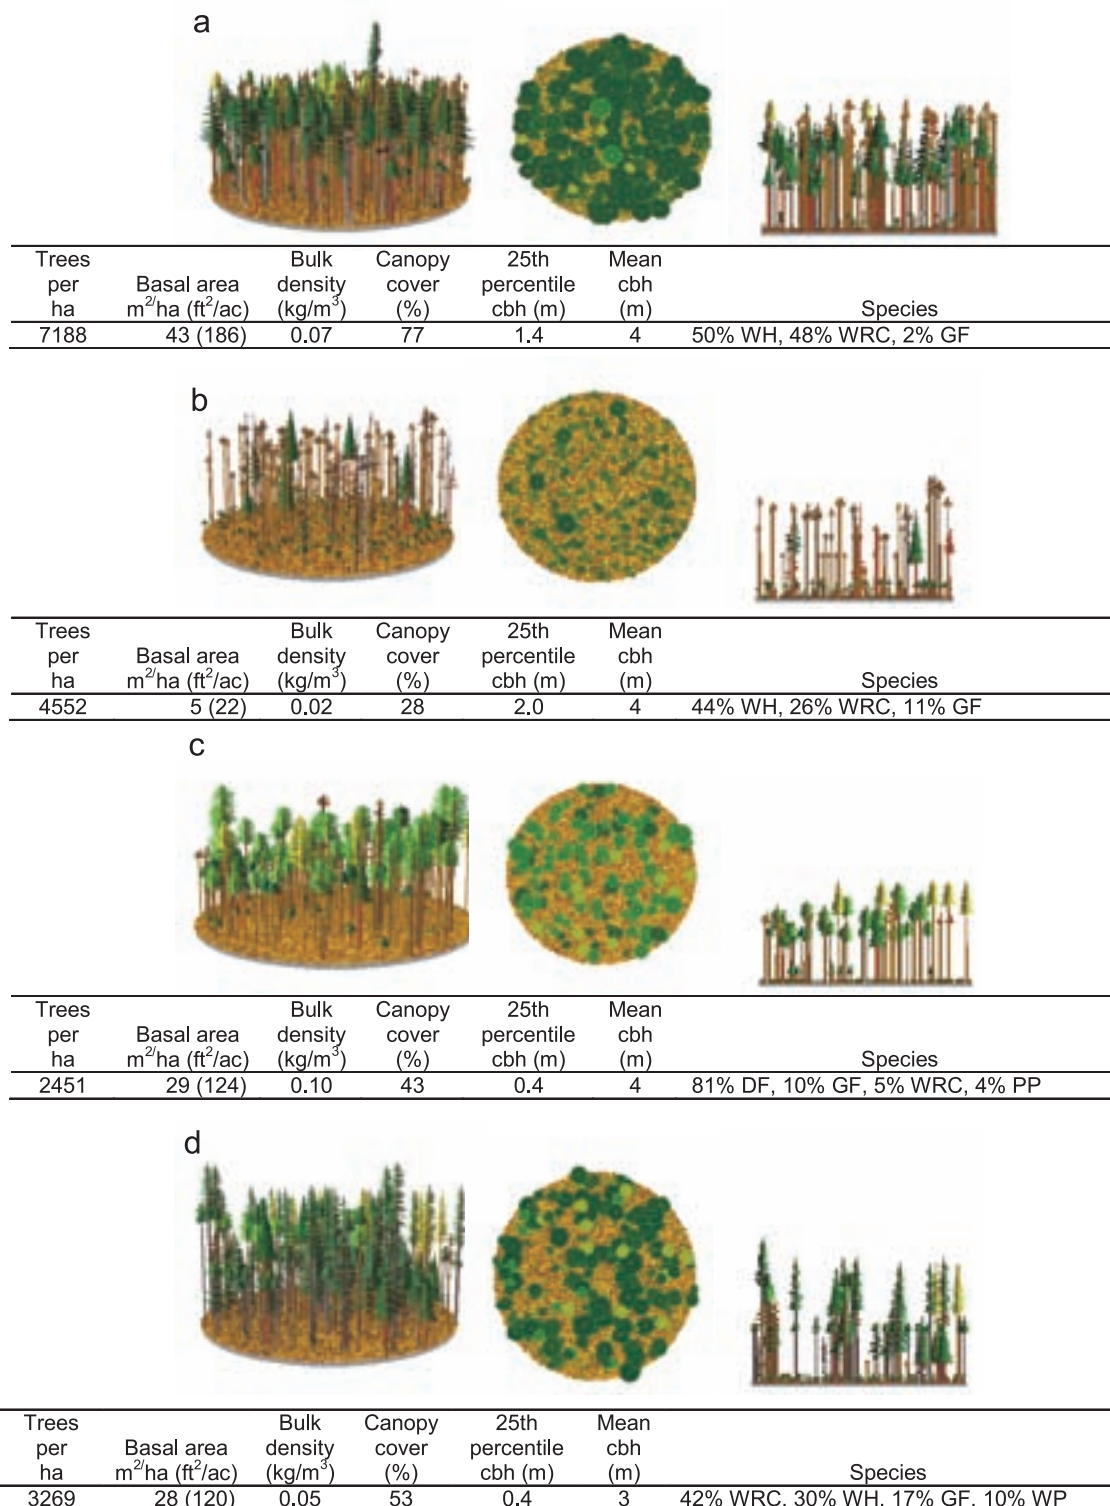 a
Trees Bulk Canopy 25th Mean
per Basal area density cover percentile cbh
ha m²/ha (ft²/ac) (kg/m³) (%) cbh (m) (m) Species
7188 43 (186) 0.07 77 1.4 4 50% WH, 48% WRC, 2% GF
b
Trees Bulk Canopy 25th Mean
per Basal area density cover percentile cbh
ha m²/ha (ft²/ac) (kg/m³) (%) cbh (m) (m) Species
4552 5 (22) 0.02 28 2.0 4 44% WH, 26% WRC, 11% GF
c
Trees Bulk Canopy 25th Mean
per Basal area density cover percentile cbh
ha m²/ha (ft²/ac) (kg/m³) (%) cbh (m) (m) Species
2451 29 (124) 0.10 43 0.4 4 81% DF, 10% GF, 5% WRC, 4% PP
d
Trees Bulk Canopy 25th Mean
per Basal area density cover percentile cbh
ha m²/ha (ft²/ac) (kg/m³) (%) cbh (m) (m) Species
3269 28 (120) 0.05 53 0.4 3 42% WRC, 30% WH, 17% GF, 10% WP